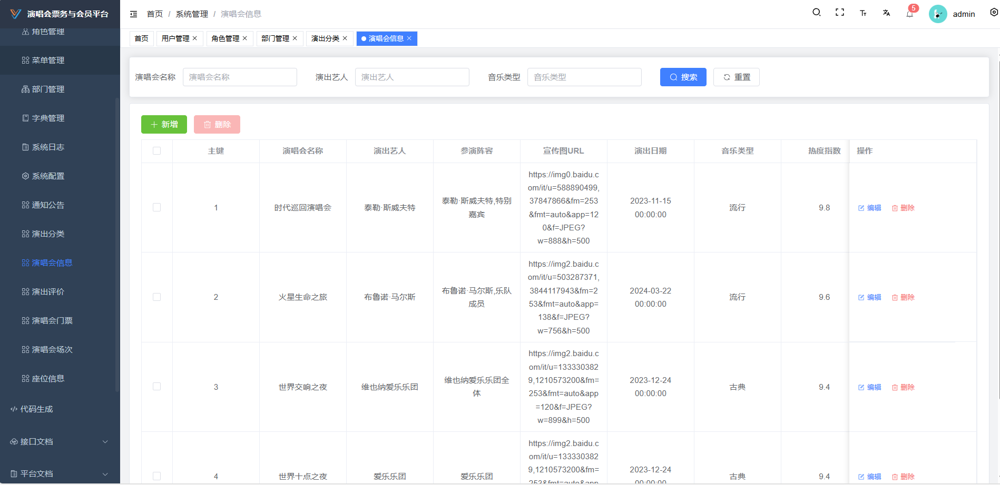 演唱会票务与会员平台
首页 / 系统管理 / 演唱会信息
5
admin
角色管理
菜单管理
部门管理
字典管理
系统日志
系统配置
通知公告
演出分类
演唱会信息
演出评价
演唱会门票
演唱会场次
座位信息
代码生成
接口文档
平台文档
首页 用户管理 角色管理 部门管理 演出分类 演唱会信息
演唱会名称 演唱会名称 演出艺人 演出艺人 音乐类型 音乐类型 搜索 重置
新增 删除
主键 演唱会名称 演出艺人 参演阵容 宣传图URL 演出日期 音乐类型 热度指数 操作
1 时代巡回演唱会 泰勒·斯威夫特
泰勒·斯威夫特,特别
嘉宾
https://img0.baidu.c
om/it/u=588890499,
37847866&fm=253
&fmt=auto&app=12
0&f=JPEG?
w=888&h=500
2023-11-15
00:00:00
流行 9.8 编辑 删除
2 火星生命之旅 布鲁诺·马尔斯
布鲁诺·马尔斯,乐队
成员
https://img2.baidu.c
om/it/u=503287371,
3844117943&fm=2
53&fmt=auto&app=
138&f=JPEG?
w=756&h=500
2024-03-22
00:00:00
流行 9.6 编辑 删除
3 世界交响之夜 维也纳爱乐乐团
维也纳爱乐乐团全
体
https://img2.baidu.c
om/it/u=133330382
9,1210573200&fm=
253&fmt=auto&app
=120&f=JPEG?
w=899&h=500
2023-12-24
00:00:00
古典 9.4 编辑 删除
4 世界十点之夜 爱乐乐团 爱乐乐团
https://img2.baidu.c
om/it/u=133330382
9,1210573200&fm=
253&fmt=auto&app
2023-12-24
00:00:00
古典 9.4 编辑 删除